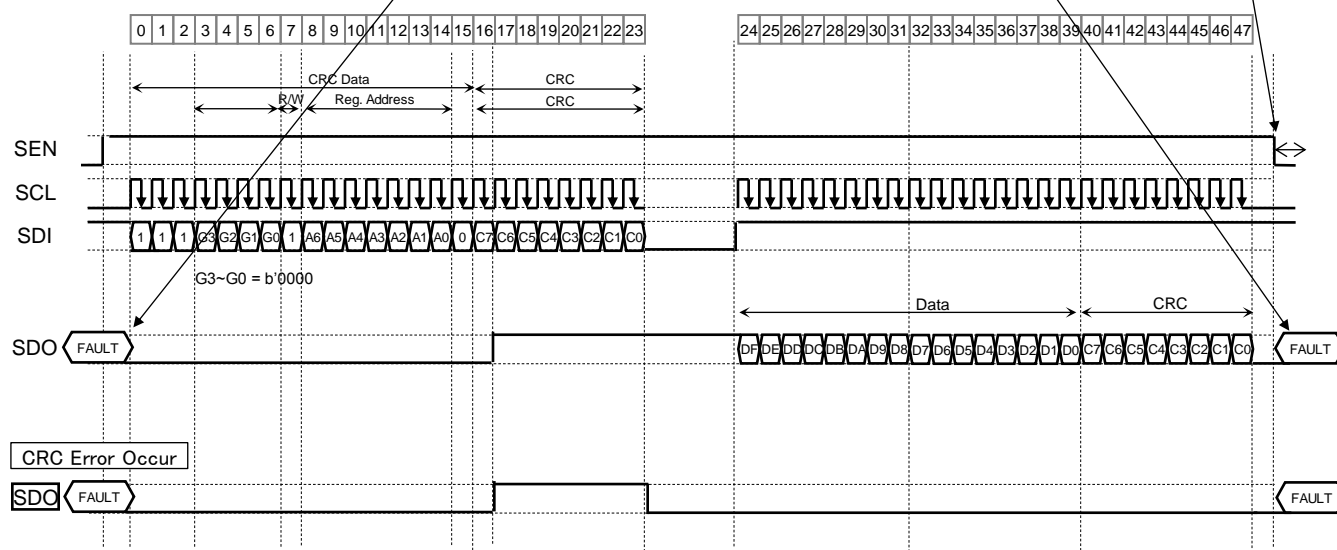 0 1 2 3 4 5 6 7 8 9 10 11 12 13 14 15 16 17 18 19 20 21 22 23 24 25 26 27 28 29 30 31 32 33 34 35 36 37 38 39 40 41 42 43 44 45 46 47
CRC Data CRC
R/W Reg. Address CRC
SEN
SCL
SDI 1 1 1 G3 G2 G1 G0 1 A6 A5 A4 A3 A2 A1 A0 0 C7 C6 C5 C4 C3 C2 C1 C0
G3~G0 = b'0000
Data CRC
SDO FAULT DF DE DD DC DB DA D9 D8 D7 D6 D5 D4 D3 D2 D1 D0 C7 C6 C5 C4 C3 C2 C1 C0 FAULT
CRC Error Occur
SDO FAULT FAULT